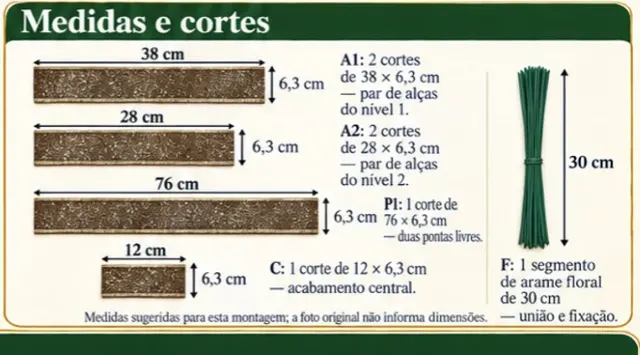 Medidas e cortes
38 cm
6,3 cm
A1: 2 cortes
de 38 × 6,3 cm
— par de alças
do nível 1.
28 cm
6,3 cm
A2: 2 cortes
de 28 × 6,3 cm
— par de alças
do nível 2.
76 cm
6,3 cm
P1: 1 corte de
76 × 6,3 cm
— duas pontas livres.
12 cm
6,3 cm
C: 1 corte de 12 × 6,3 cm
— acabamento central.
30 cm
F: 1 segmento
de arame floral
de 30 cm
— união e fixação.
Medidas sugeridas para esta montagem; a foto original não informa dimensões.